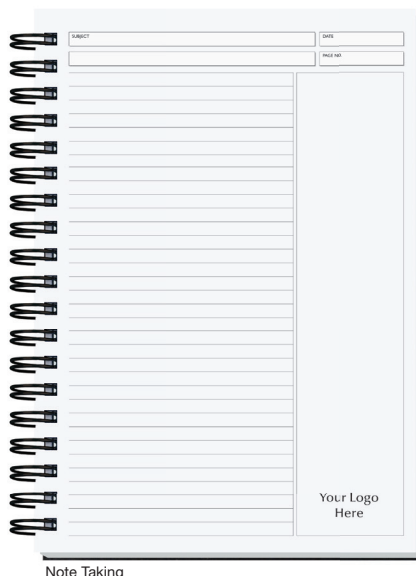 SUBJECT
DATE
PAGE NO.
Your Logo
Here
Note Taking